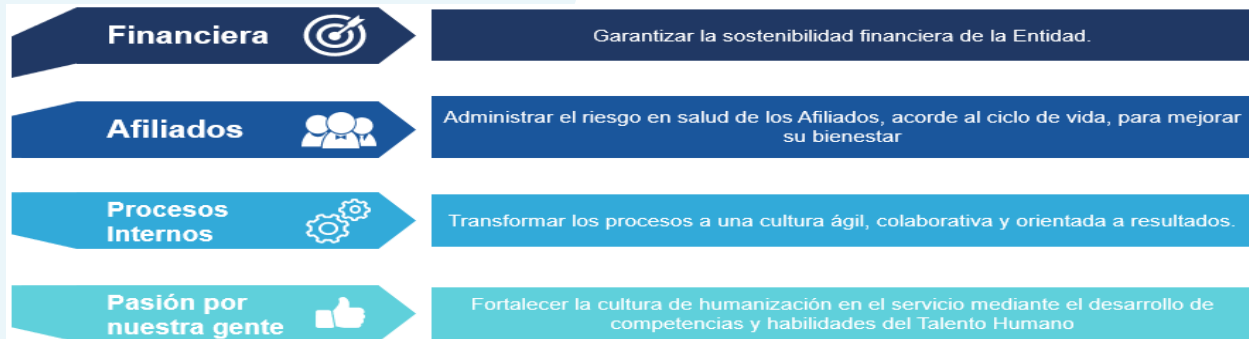 Financiera
Garantizar la sostenibilidad financiera de la Entidad.
Afiliados
Administrar el riesgo en salud de los Afiliados, acorde al ciclo de vida, para mejorar
su bienestar
Procesos
Internos
Transformar los procesos a una cultura ágil, colaborativa y orientada a resultados.
Pasión por
nuestra gente
Fortalecer la cultura de humanización en el servicio mediante el desarrollo de
competencias y habilidades del Talento Humano